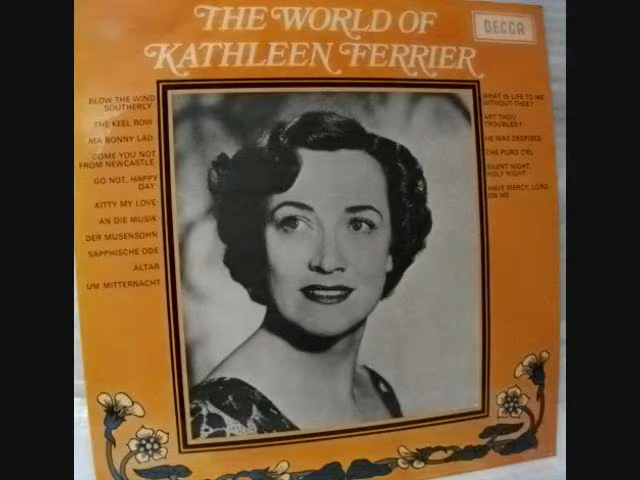 THE WORLD OF
KATHLEEN FERRIER
DECCA
BLOW THE WIND
SOUTHERLY
THE KEEL ROW
MA BONNY LAD
COME YOU NOT
FROM NEWCASTLE
GO NOT, HAPPY
DAY
KITTY MY LOVE
AN DIE MUSIK
DER MUSENSOHN
SAPPHISCHE ODE
ALTAR
UM MITTERNACHT
WHAT IS LIFE TO ME
WITHOUT THEE?
ART THOU
TROUBLED?
HE WAS DESPISED
CHE PURO CIEL
SILENT NIGHT,
HOLY NIGHT
HAVE MERCY, LORD
ON ME